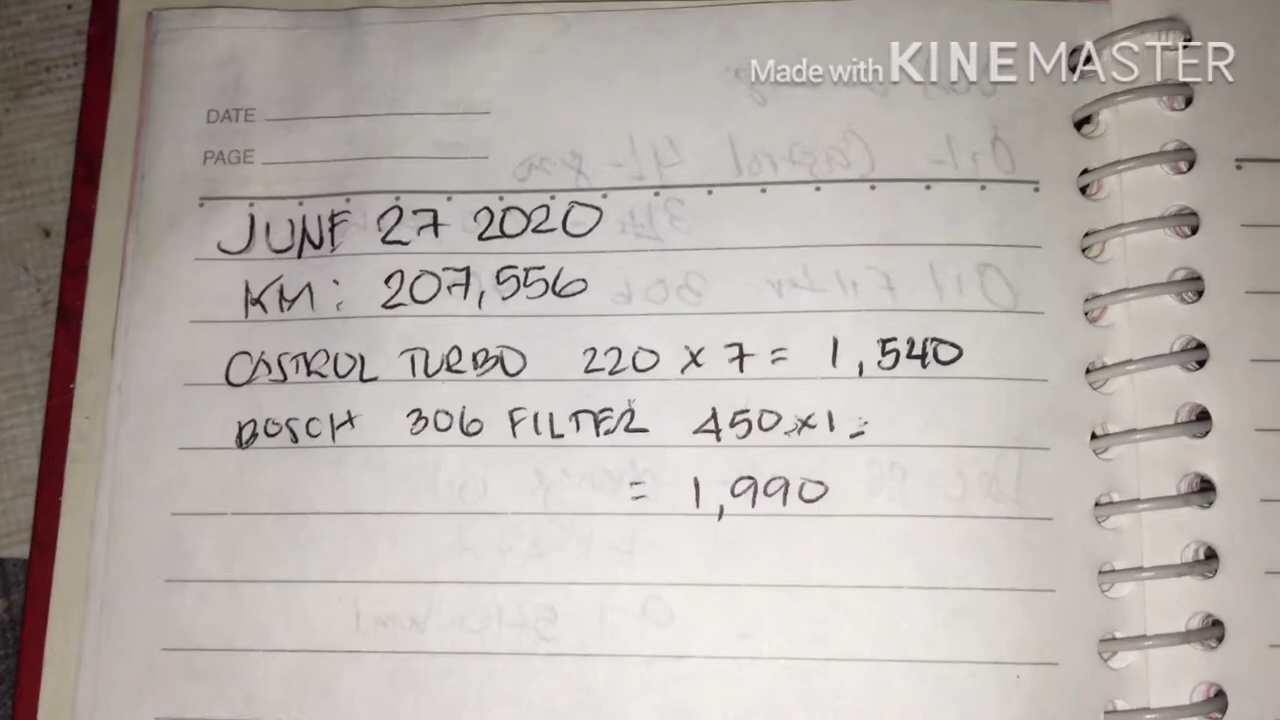 Made with KINEMASTER
DATE
PAGE
JUNE 27 2020
KM: 207,556
CASTROL TURBO 220 x 7 = 1,540
BOSCH 306 FILTER 450 x 1 =
= 1,990